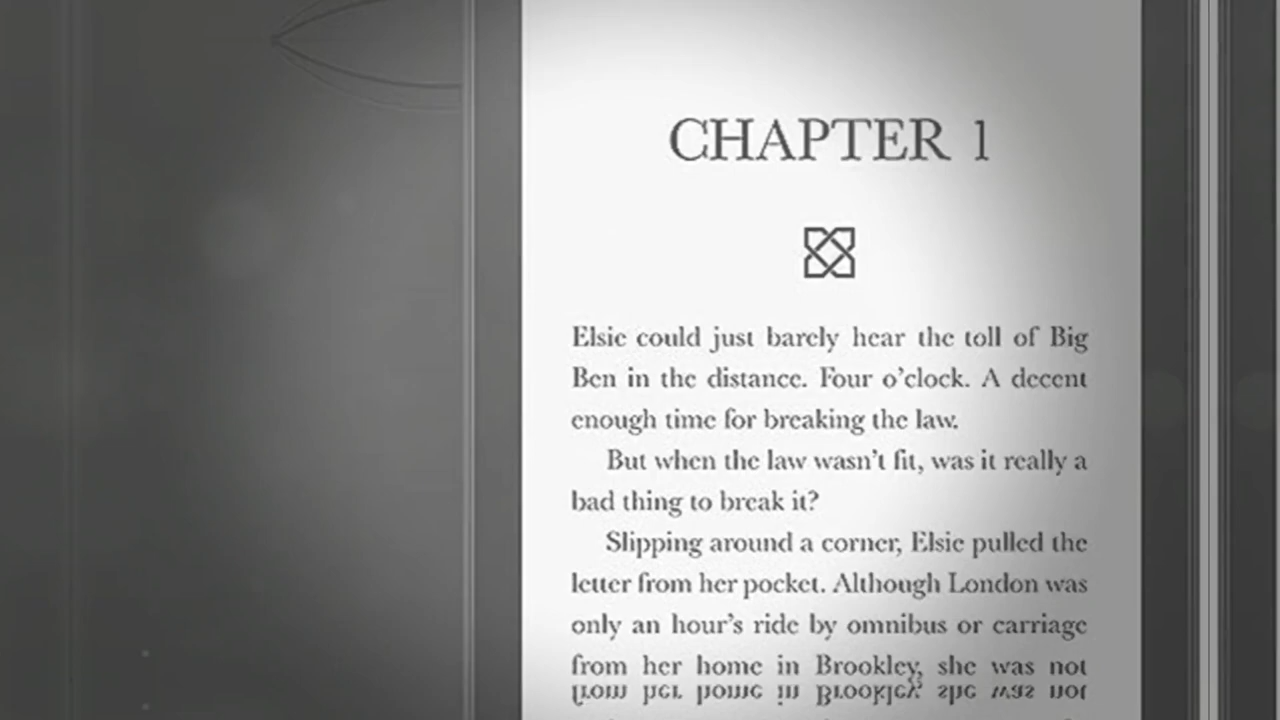 CHAPTER 1
Elsie could just barely hear the toll of Big
Ben in the distance. Four o'clock. A decent
enough time for breaking the law.
But when the law wasn't fit, was it really a
bad thing to break it?
Slipping around a corner, Elsie pulled the
letter from her pocket. Although London was
only an hour's ride by omnibus or carriage
from her home in Brookley, she was not